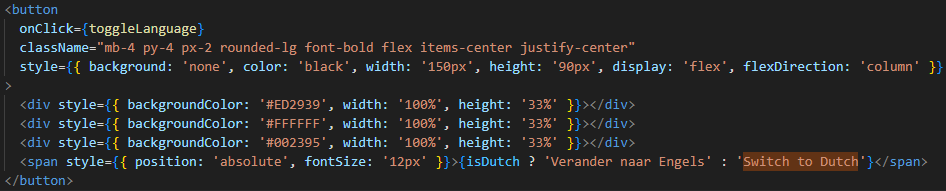 <button
onClick={toggleLanguage}
className="mb-4 py-4 px-2 rounded-lg font-bold flex items-center justify-center"
style={{ background: 'none', color: 'black', width: '150px', height: '90px', display: 'flex', flexDirection: 'column' }}
>
<div style={{ backgroundColor: '#ED2939', width: '100%', height: '33%' }}></div>
<div style={{ backgroundColor: '#FFFFFF', width: '100%', height: '33%' }}></div>
<div style={{ backgroundColor: '#002395', width: '100%', height: '33%' }}></div>
<span style={{ position: 'absolute', fontSize: '12px' }}>{isDutch ? 'Verander naar Engels' : 'Switch to Dutch'}</span>
</button>